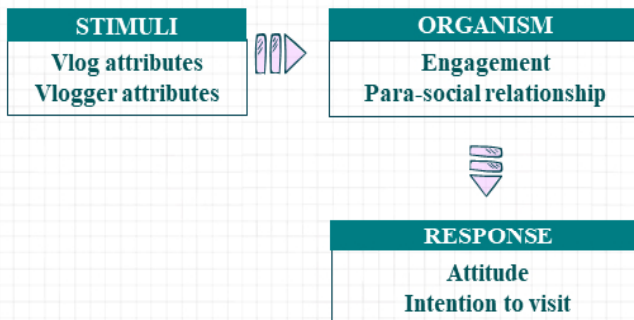 STIMULI
Vlog attributes
Vlogger attributes
ORGANISM
Engagement
Para-social relationship
RESPONSE
Attitude
Intention to visit